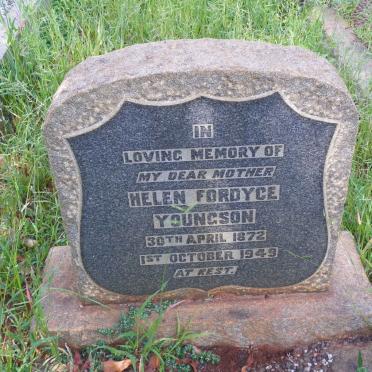 IN
LOVING MEMORY OF
MY DEAR MOTHER
HELEN FORDYCE
YOUNGSON
30TH APRIL 1872
1ST OCTOBER 1949
AT REST.